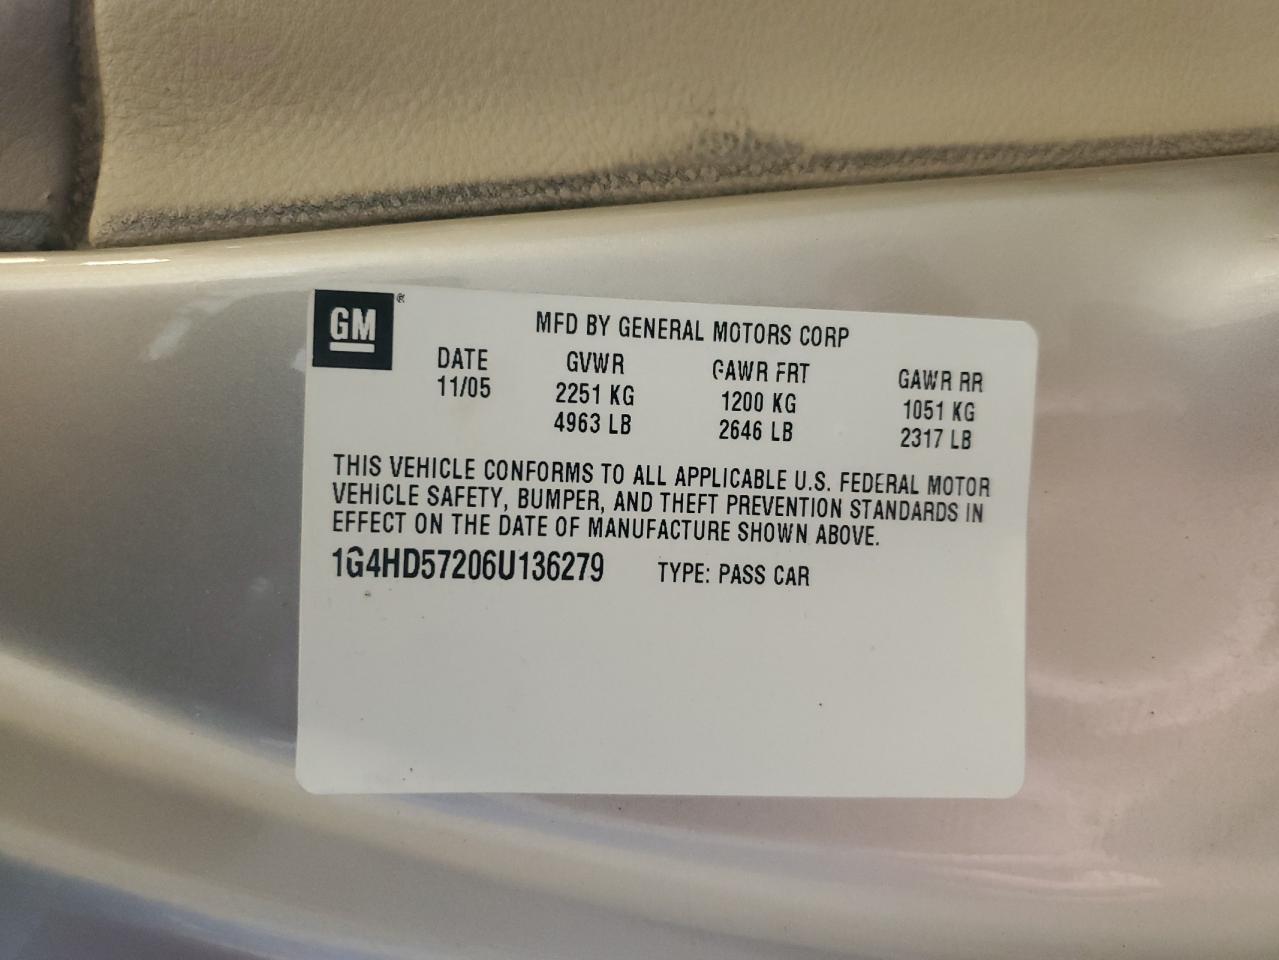 GM®
MFD BY GENERAL MOTORS CORP
DATE GVWR GAWR FRT GAWR RR
11/05 2251 KG 1200 KG 1051 KG
4963 LB 2646 LB 2317 LB
THIS VEHICLE CONFORMS TO ALL APPLICABLE U.S. FEDERAL MOTOR
VEHICLE SAFETY, BUMPER, AND THEFT PREVENTION STANDARDS IN
EFFECT ON THE DATE OF MANUFACTURE SHOWN ABOVE.
1G4HD57206U136279 TYPE: PASS CAR